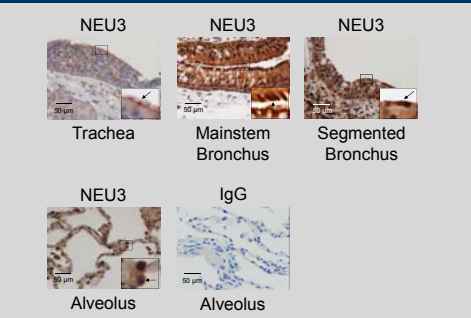 NEU3
NEU3
NEU3
50 µm
50 µm
50 µm
Trachea
Mainstem
Bronchus
Segmented
Bronchus
NEU3
IgG
50 µm
50 µm
Alveolus
Alveolus